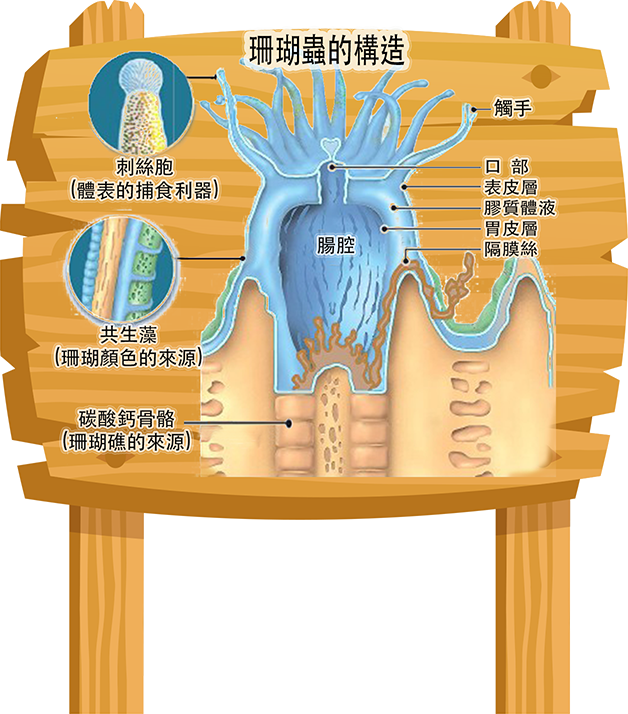 珊瑚蟲的構造
觸手
刺絲胞
(體表的捕食利器)
口 部
表皮層
膠質體液
胃皮層
隔膜絲
腸腔
共生藻
(珊瑚顏色的來源)
碳酸鈣骨骼
(珊瑚礁的來源)